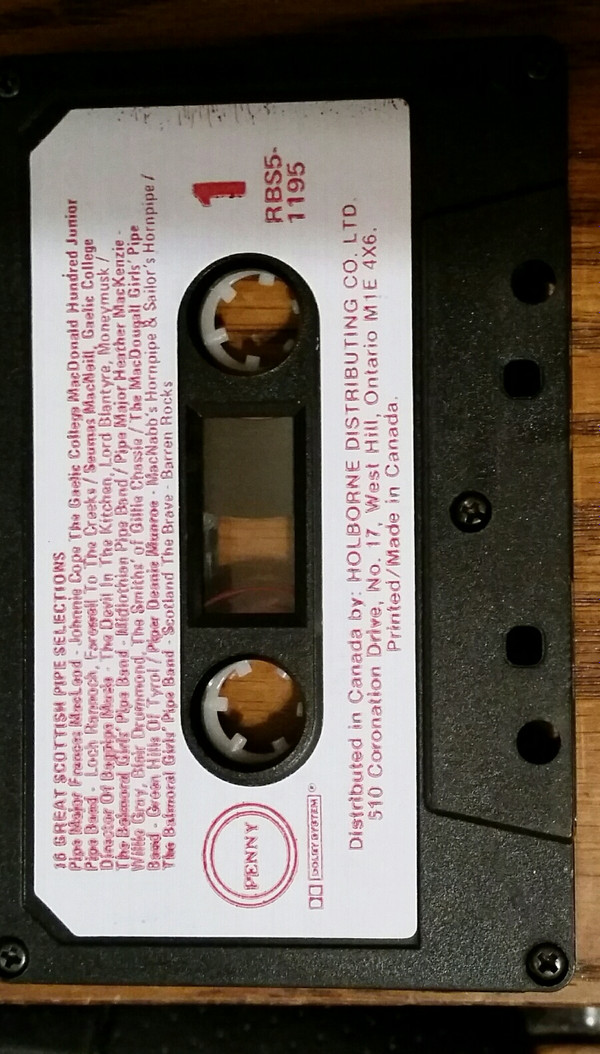 16 GREAT SCOTTISH PIPE SELECTIONS
Pipe Major Frances MacLeod - Johnnie Cope The Gaelic College MacDonald Hundred Junior
Pipe Band - Loch Rannoch, Farewell To The Creeks / Seumas MacNeill, Gaelic College
Director Of Bagpipe Music - The Devil In The Kitchen, Lord Blantyre, Moneymusk /
The Balmoral Girls' Pipe Band - Midlothian Pipe Band / Pipe Major Heather MacKenzie -
Willie Gray, Blair Drummond, The Smiths' of Gillie Chassie / The MacDougall Girls' Pipe
Band - Green Hills Of Tyrol / Piper Dennis Munroe - MacNabb's Hornpipe & Sailor's Hornpipe /
The Balmoral Girls' Pipe Band - Scotland The Brave - Barren Rocks
1
RBS5-
1195
PENNY
DOLBY SYSTEM ®
Distributed in Canada by: HOLBORNE DISTRIBUTING CO. LTD.
510 Coronation Drive, No. 17, West Hill, Ontario M1E 4X6.
Printed/Made in Canada.